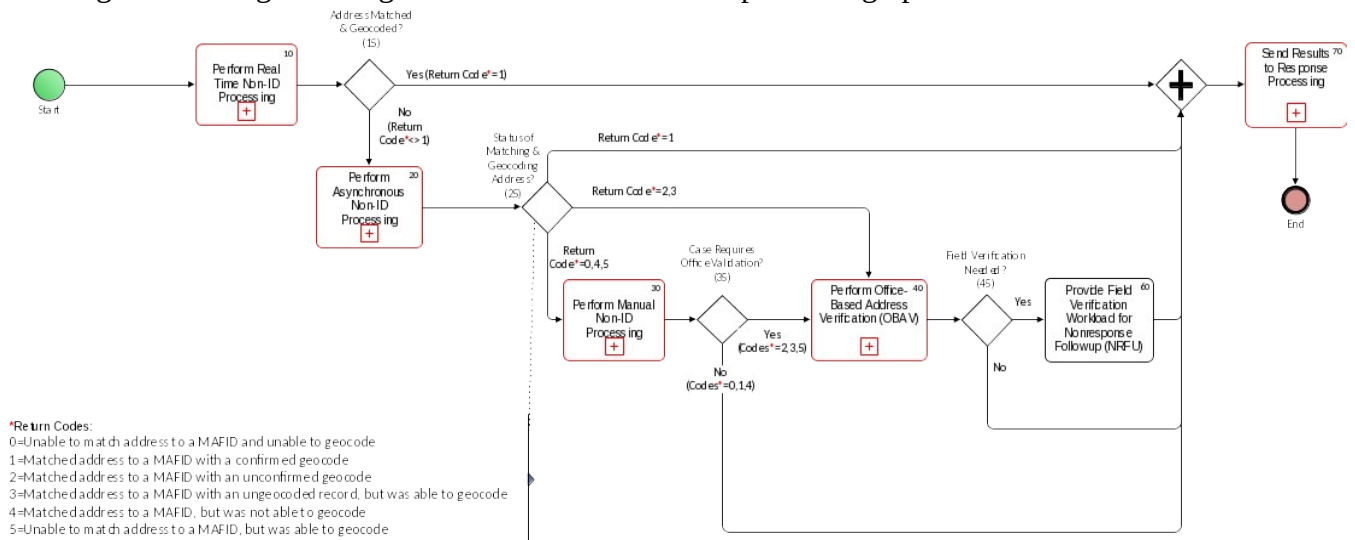 Address Matched
& Geocoded?
(15)
10
Perform Real
Time Non-ID
Processing
Start
Yes (Return Code*=1)
No
(Return
Code*<>1)
Send Results 70
to Response
Processing
End
20
Perform
Asynchronous
Non-ID
Processing
Status of
Matching &
Geocoding
Address?
(25)
Return Code*=1
Return Code*=2,3
Return
Code*=0,4,5
30
Perform Manual
Non-ID
Processing
Case Requires
Office Validation?
(35)
Yes
(Codes*=2,3,5)
No
(Codes*=0,1,4)
Perform Office- 40
Based Address
Verification (OBAV)
Field Verification
Needed?
(45)
Yes
No
60
Provide Field
Verification
Workload for
Nonresponse
Followup (NRFU)
*Return Codes:
0=Unable to match address to a MAFID and unable to geocode
1=Matched address to a MAFID with a confirmed geocode
2=Matched address to a MAFID with an unconfirmed geocode
3=Matched address to a MAFID with an ungeocoded record, but was able to geocode
4=Matched address to a MAFID, but was not able to geocode
5=Unable to match address to a MAFID, but was able to geocode